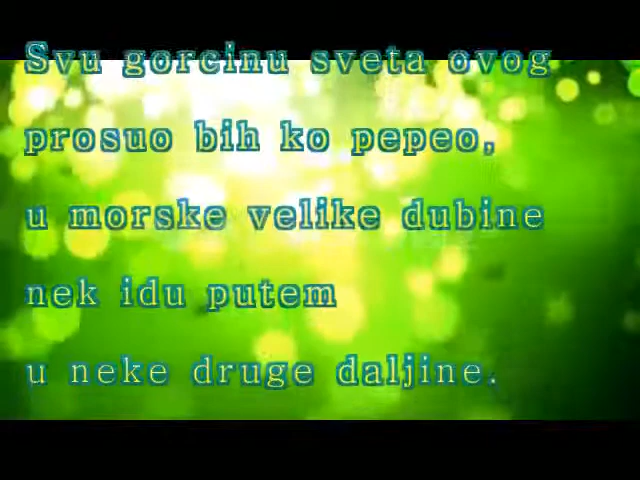 Svu gorcinu sveta ovog
prosuo bih ko pepeo,
u morske velike dubine
nek idu putem
u neke druge daljine.